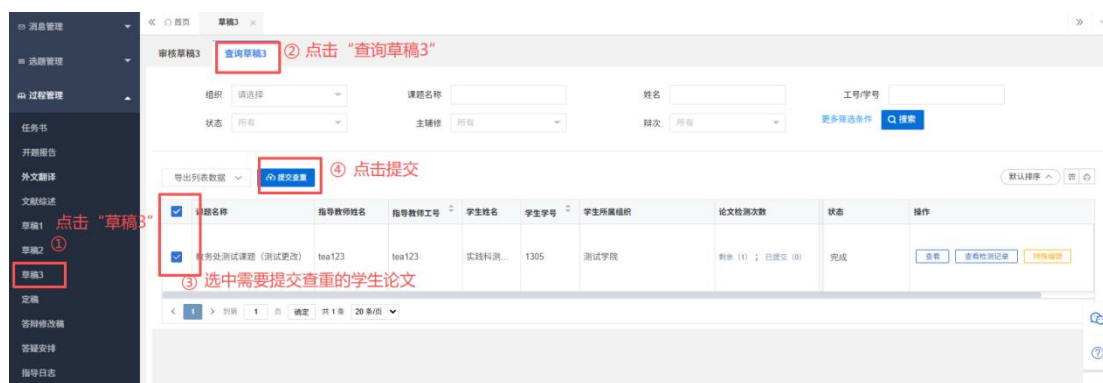 消息管理
《 首页 草稿3 × 》
选题管理
审核草稿3 查询草稿3 ② 点击“查询草稿3”
过程管理
组织 请选择 课题名称 姓名 工号/学号
状态 所有 主辅修 所有 辩次 所有 更多筛选条件 搜索
任务书
开题报告
外文翻译
导出列表数据 提交查重 ④ 点击提交 默认排序
文献综述
草稿1 点击“草稿3”
课题名称 指导教师姓名 指导教师工号 学生姓名 学生学号 学生所属组织 论文检测次数 状态 操作
草稿2 ①
教务处测试课题（测试更改） tea123 tea123 实践科测... 1305 测试学院 剩余（1）；已提交（0） 完成 查看 查看检测记录 特殊编辑
草稿3
③ 选中需要提交查重的学生论文
定稿
< 1 > 到第 1 页 确定 共 1 条 20 条/页
答辩修改稿
答疑安排
指导日志